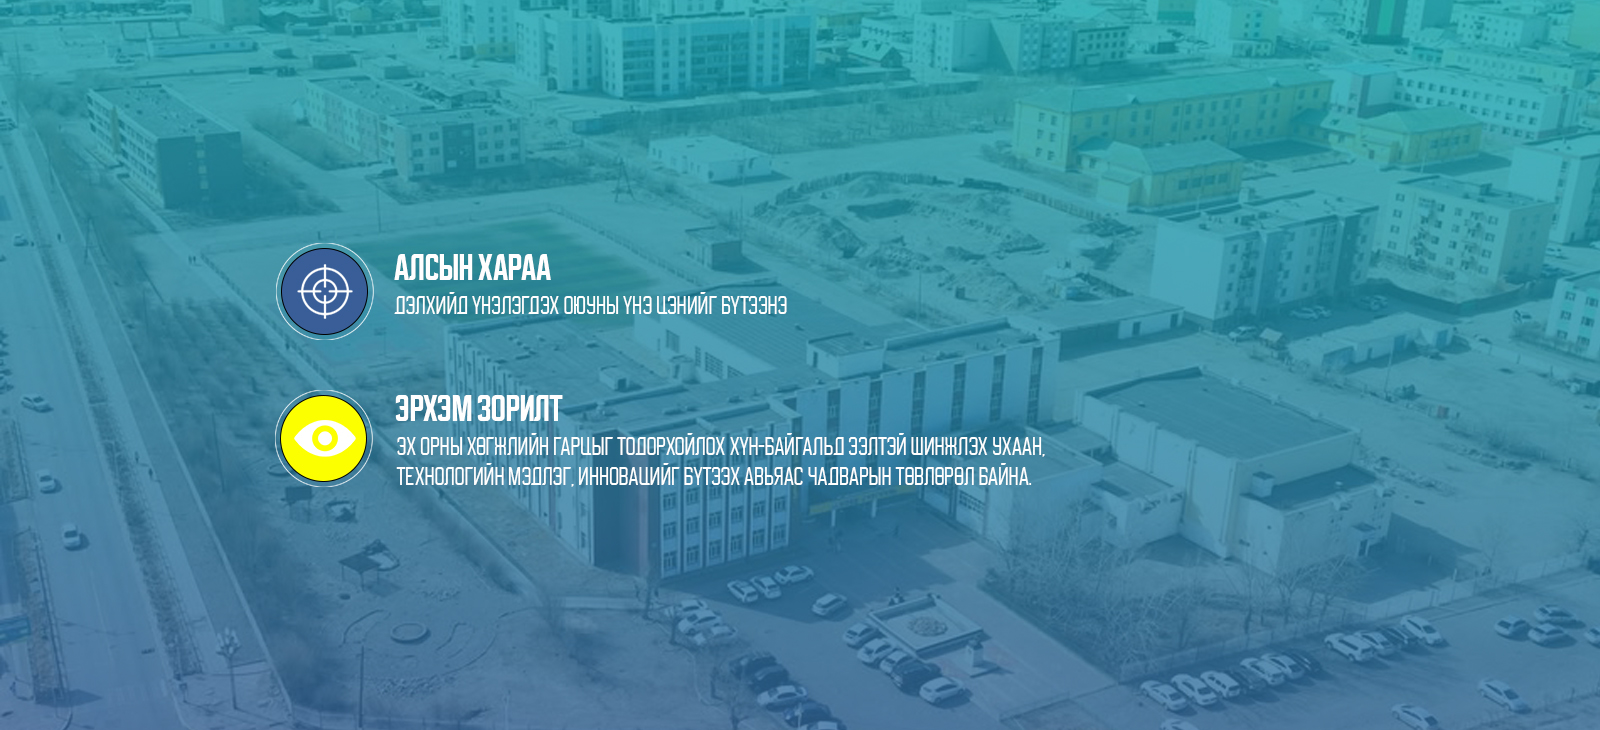 АЛСЫН ХАРАА
ДЭЛХИЙД ҮНЭЛЭГДЭХ ОЮУНЫ ҮНЭ ЦЭНИЙГ БҮТЭЭНЭ
ЭРХЭМ ЗОРИЛТ
ЭХ ОРНЫ ХӨГЖЛИЙН ГАРЦЫГ ТОДОРХОЙЛОХ ХҮН-БАЙГАЛЬД ЭЭЛТЭЙ ШИНЖЛЭХ УХААН,
ТЕХНОЛОГИЙН МЭДЛЭГ, ИННОВАЦИЙГ БҮТЭЭХ АВЬЯАС ЧАДВАРЫН ТӨВЛӨРӨЛ БАЙНА.